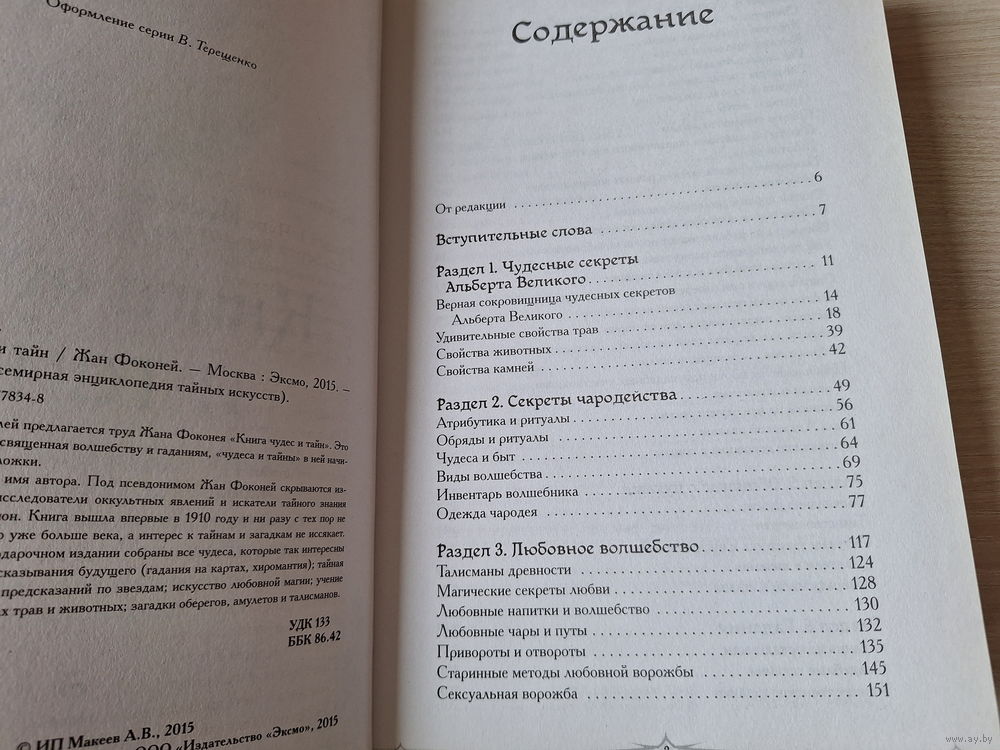 Оформление серии В. Терещенко
и тайн / Жан Фоконей. — Москва : Эксмо, 2015. —
семирная энциклопедия тайных искусств).
77834-8
лей предлагается труд Жана Фоконея «Книга чудес и тайн». Это
священная волшебству и гаданиям, «чудеса и тайны» в ней начи-
ложки.
имя автора. Под псевдонимом Жан Фоконей скрываются из-
исследователи оккультных явлений и искатели тайного знания
он. Книга вышла впервые в 1910 году и ни разу с тех пор не
о уже больше века, а интерес к тайнам и загадкам не иссякает.
одарочном издании собраны все чудеса, которые так интересны
сказывания будущего (гадания на картах, хиромантия); тайная
предсказаний по звездам; искусство любовной магии; учение
ах трав и животных; загадки оберегов, амулетов и талисманов.
УДК 133
ББК 86.42
© ИП Макеев А.В., 2015
ООО «Издательство «Эксмо», 2015
Содержание
От редакции 6
Вступительные слова 7
Раздел 1. Чудесные секреты
Альберта Великого 11
Верная сокровищница чудесных секретов
Альберта Великого 14
Удивительные свойства трав 18
Свойства животных 39
Свойства камней 42
Раздел 2. Секреты чародейства 49
Атрибутика и ритуалы 56
Обряды и ритуалы 61
Чудеса и быт 64
Виды волшебства 69
Инвентарь волшебника 75
Одежда чародея 77
Раздел 3. Любовное волшебство 117
Талисманы древности 124
Магические секреты любви 128
Любовные напитки и волшебство 130
Любовные чары и путы 132
Привороты и отвороты 135
Старинные методы любовной ворожбы 145
Сексуальная ворожба 151
3
www.ay.by